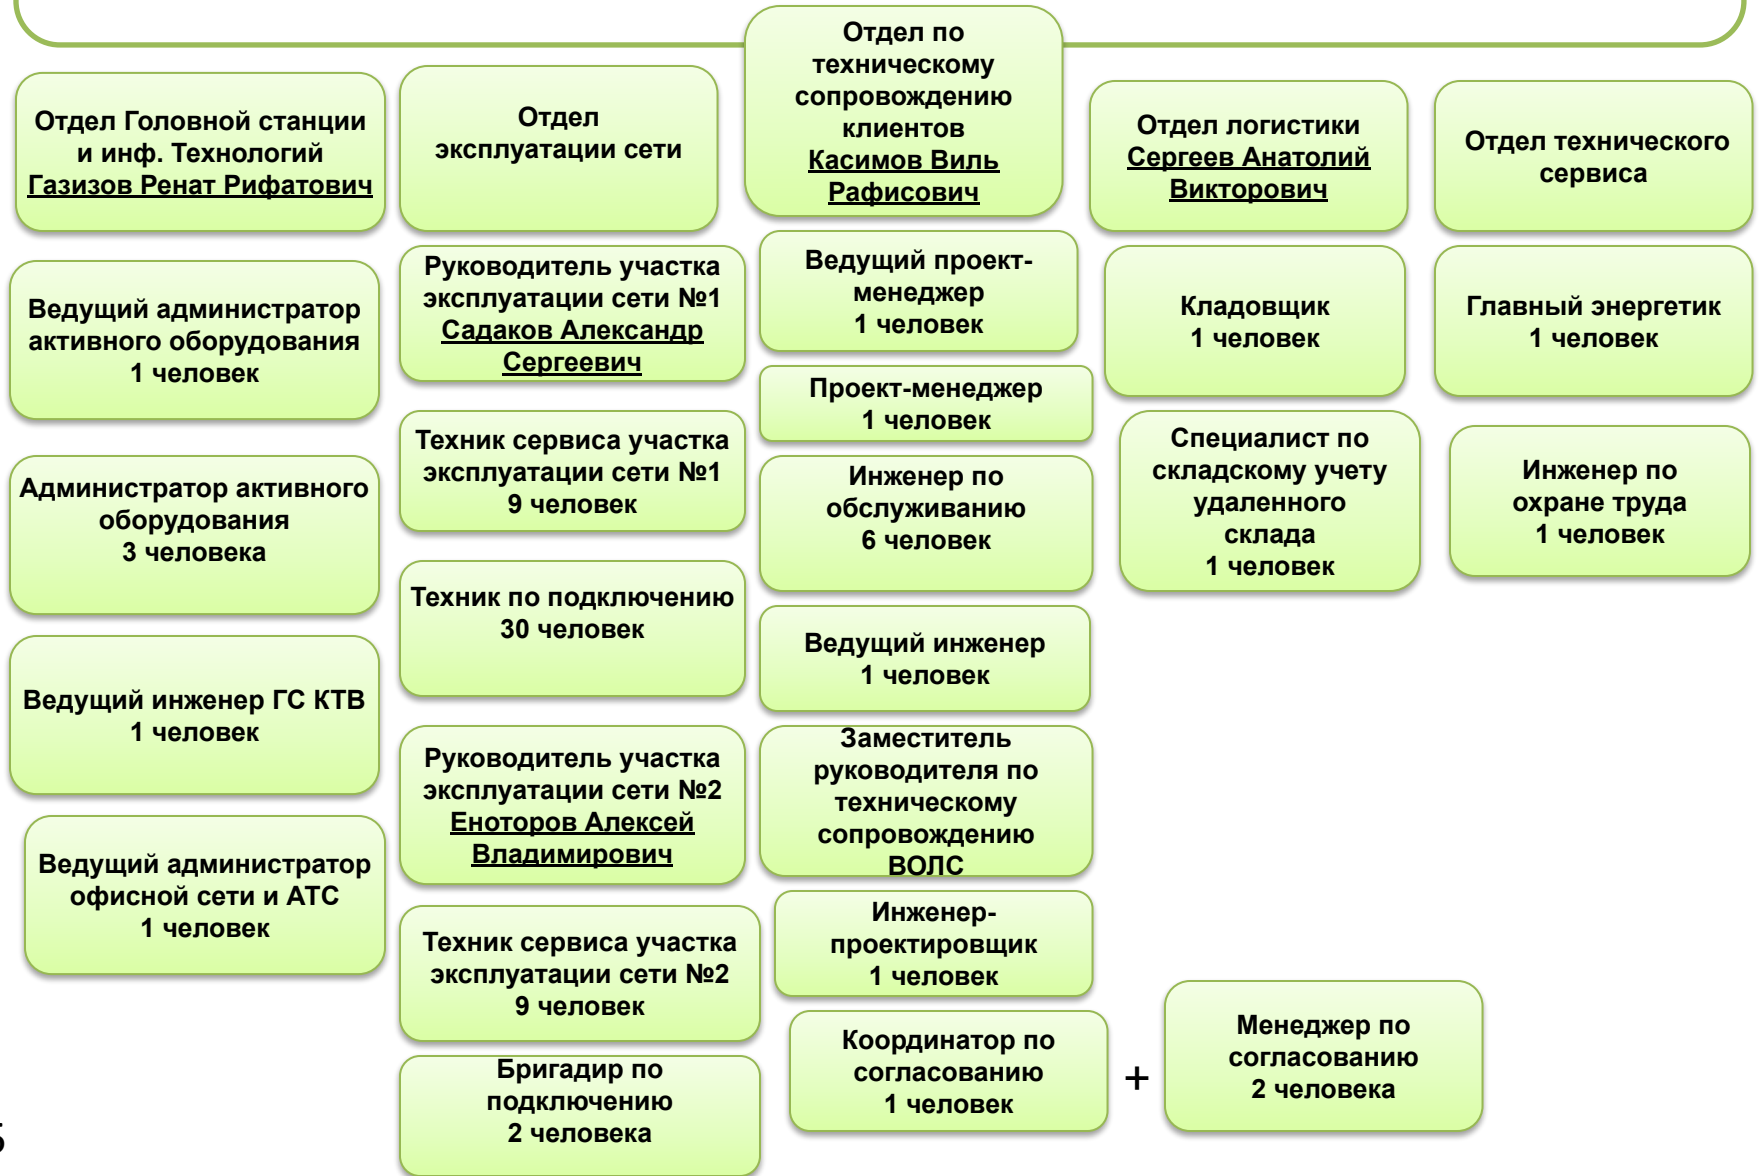 Отдел Головной станции
и инф. Технологий
Газизов Ренат Рифатович
Ведущий администратор
активного оборудования
1 человек
Администратор активного
оборудования
3 человека
Ведущий инженер ГС КТВ
1 человек
Ведущий администратор
офисной сети и АТС
1 человек
Отдел
эксплуатации сети
Руководитель участка
эксплуатации сети №1
Садаков Александр
Сергеевич
Техник сервиса участка
эксплуатации сети №1
9 человек
Техник по подключению
30 человек
Руководитель участка
эксплуатации сети №2
Еноторов Алексей
Владимирович
Техник сервиса участка
эксплуатации сети №2
9 человек
Бригадир по
подключению
2 человека
Отдел по
техническому
сопровождению
клиентов
Касимов Виль
Рафисович
Ведущий проект-
менеджер
1 человек
Проект-менеджер
1 человек
Инженер по
обслуживанию
6 человек
Ведущий инженер
1 человек
Заместитель
руководителя по
техническому
сопровождению
ВОЛС
Инженер-
проектировщик
1 человек
Координатор по
согласованию
1 человек
+
Менеджер по
согласованию
2 человека
Отдел логистики
Сергеев Анатолий
Викторович
Кладовщик
1 человек
Специалист по
складскому учету
удаленного
склада
1 человек
Отдел технического
сервиса
Главный энергетик
1 человек
Инженер по
охране труда
1 человек